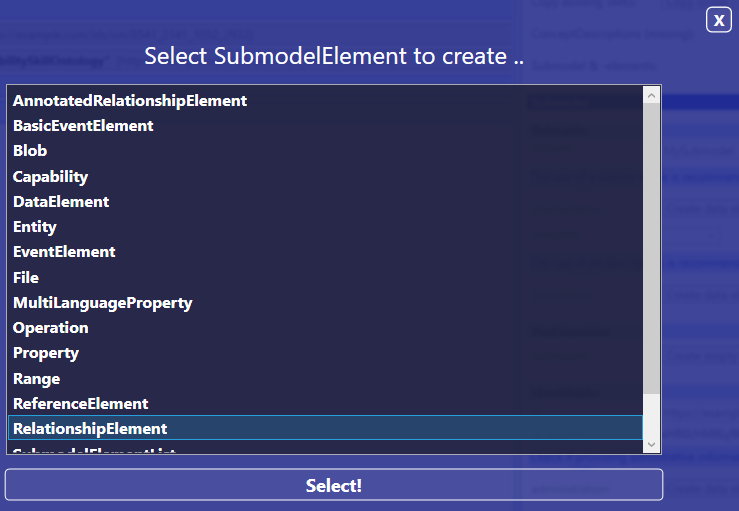 x
Select SubmodelElement to create ..
AnnotatedRelationshipElement
BasicEventElement
Blob
Capability
DataElement
Entity
EventElement
File
MultiLanguageProperty
Operation
Property
Range
ReferenceElement
RelationshipElement
SubmodelElementList
Select!